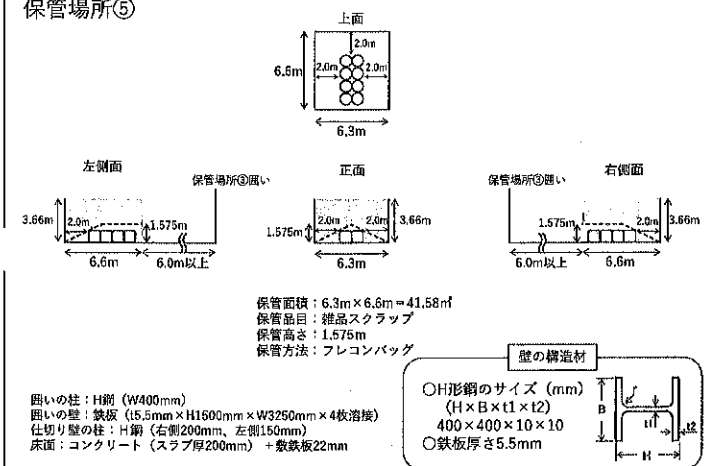 保管場所⑤
上面
2.0m
6.6m
2.0m
2.0m
6.3m
左側面
保管場所③囲い
正面
保管場所③囲い
右側面
3.66m
2.0m
1.575m
6.6m
6.0m以上
2.0m
2.0m
3.66m
1.575m
6.3m
1.575m
2.0m
3.66m
6.0m以上
6.6m
保管面積：6.3m×6.6m＝41.58㎡
保管品目：雑品スクラップ
保管高さ：1.575m
保管方法：フレコンバッグ
囲いの柱：H鋼（W400mm）
囲いの壁：鉄板（t5.5mm×H1500mm×W3250mm×4枚溶接）
仕切り壁の柱：H鋼（右側200mm、左側150mm）
床面：コンクリート（スラブ厚200mm）＋敷鉄板22mm
壁の構造材
○H形鋼のサイズ（mm）
（H×B×t1×t2）
400×400×10×10
○鉄板厚さ5.5mm
B
r
t1
t2
H